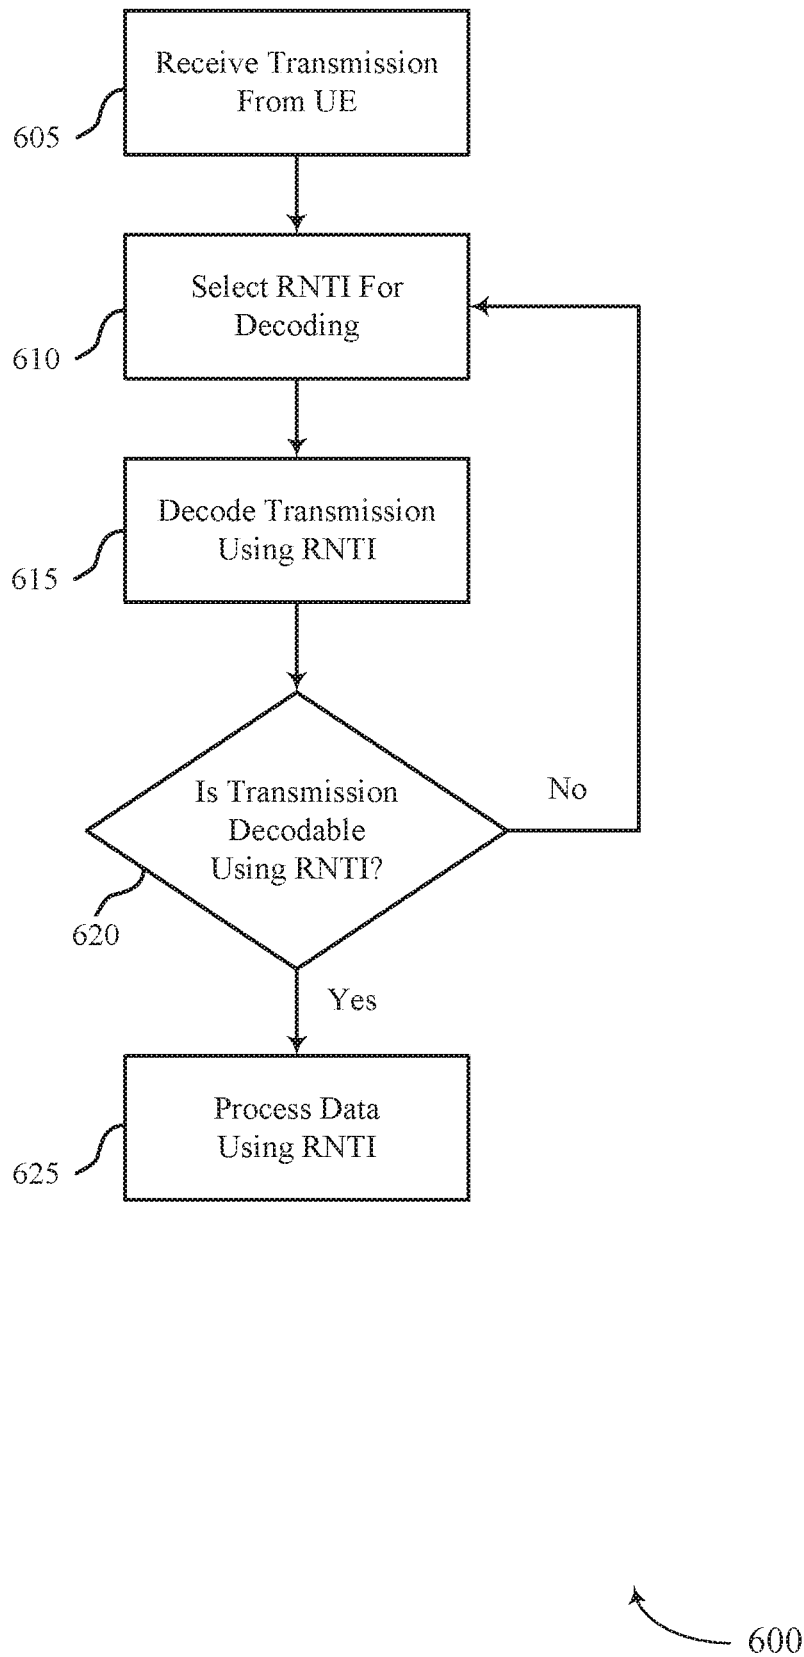 Receive Transmission
From UE
605
Select RNTI For
Decoding
610
Decode Transmission
Using RNTI
615
Is Transmission
Decodable
Using RNTI?
No
620
Yes
Process Data
Using RNTI
625
600